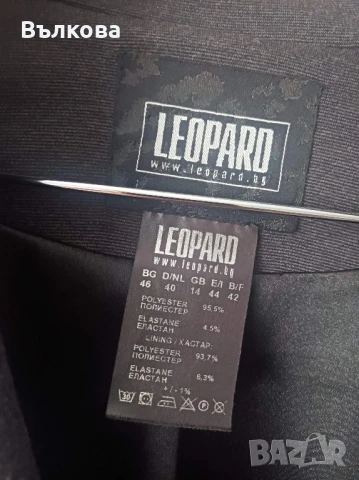 Вълкова
LEOPARD
www.leopard.bg
LEOPARD
www.leopard.bg
BG D/NL GB E/I B/F
46 40 14 44 42
POLYESTER
ПОЛИЕСТЕР 95,5%
ELASTANE
ЕЛАСТАН 4,5%
LINING / ХАСТАР:
POLYESTER
ПОЛИЕСТЕР 93,7%
ELASTANE
ЕЛАСТАН 6,3%
+ / - 1%
30
BAZAR